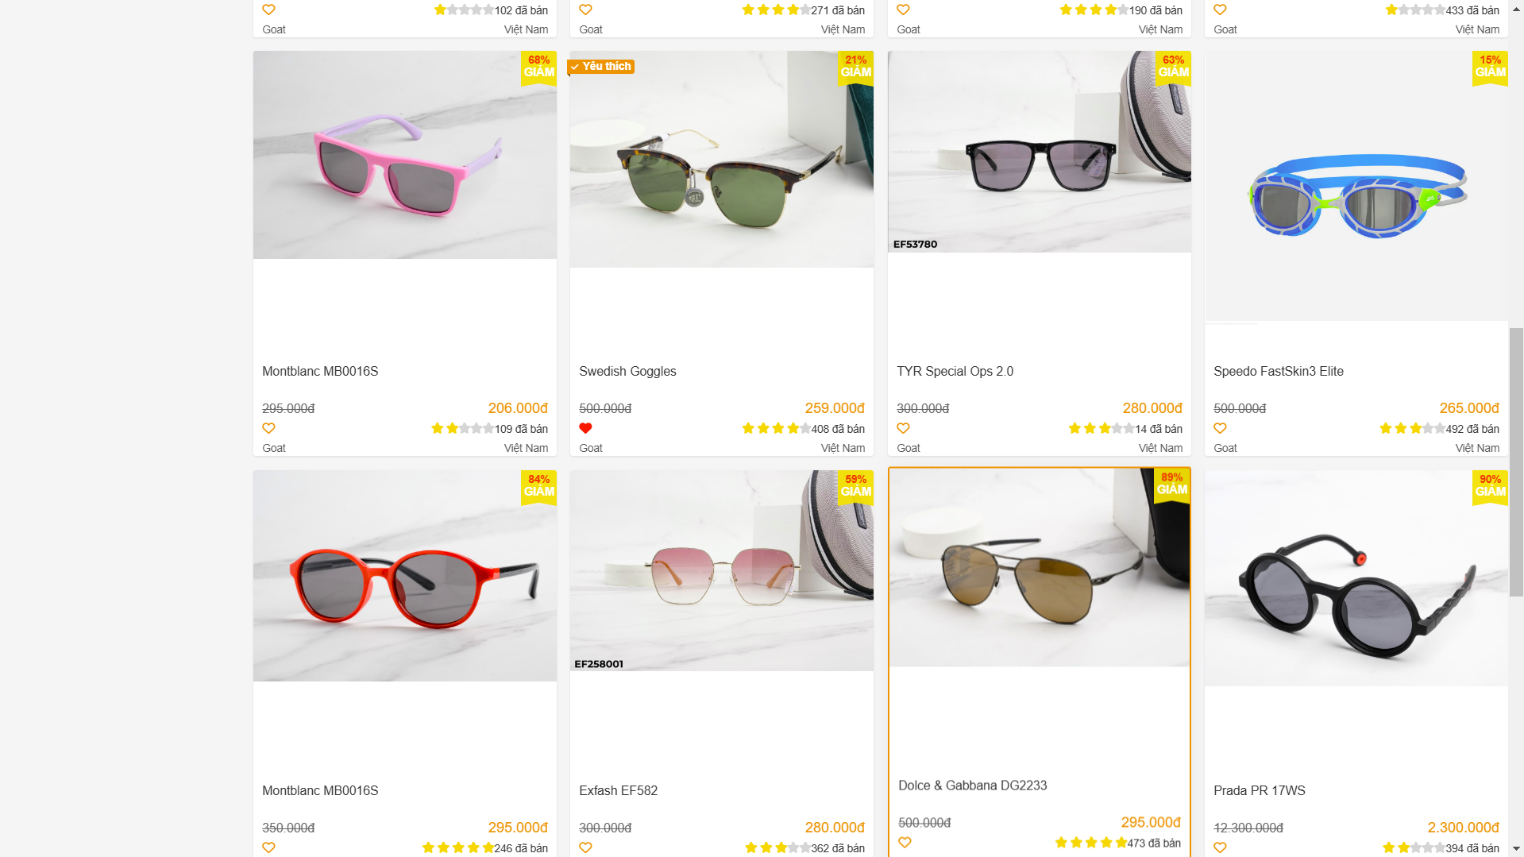 102 đã bán
Goat
Việt Nam
271 đã bán
Goat
Việt Nam
190 đã bán
Goat
Việt Nam
433 đã bán
Goat
Việt Nam
68%
GIẢM
Montblanc MB0016S
295.000đ
206.000đ
109 đã bán
Goat
Việt Nam
Yêu thích
21%
GIẢM
Swedish Goggles
500.000đ
259.000đ
408 đã bán
Goat
Việt Nam
63%
GIẢM
EF53780
TYR Special Ops 2.0
300.000đ
280.000đ
14 đã bán
Goat
Việt Nam
15%
GIẢM
Speedo FastSkin3 Elite
500.000đ
265.000đ
492 đã bán
Goat
Việt Nam
84%
GIẢM
Montblanc MB0016S
350.000đ
295.000đ
246 đã bán
59%
GIẢM
EF258001
Exfash EF582
300.000đ
280.000đ
362 đã bán
89%
GIẢM
Dolce & Gabbana DG2233
500.000đ
295.000đ
473 đã bán
90%
GIẢM
Prada PR 17WS
12.300.000đ
2.300.000đ
394 đã bán